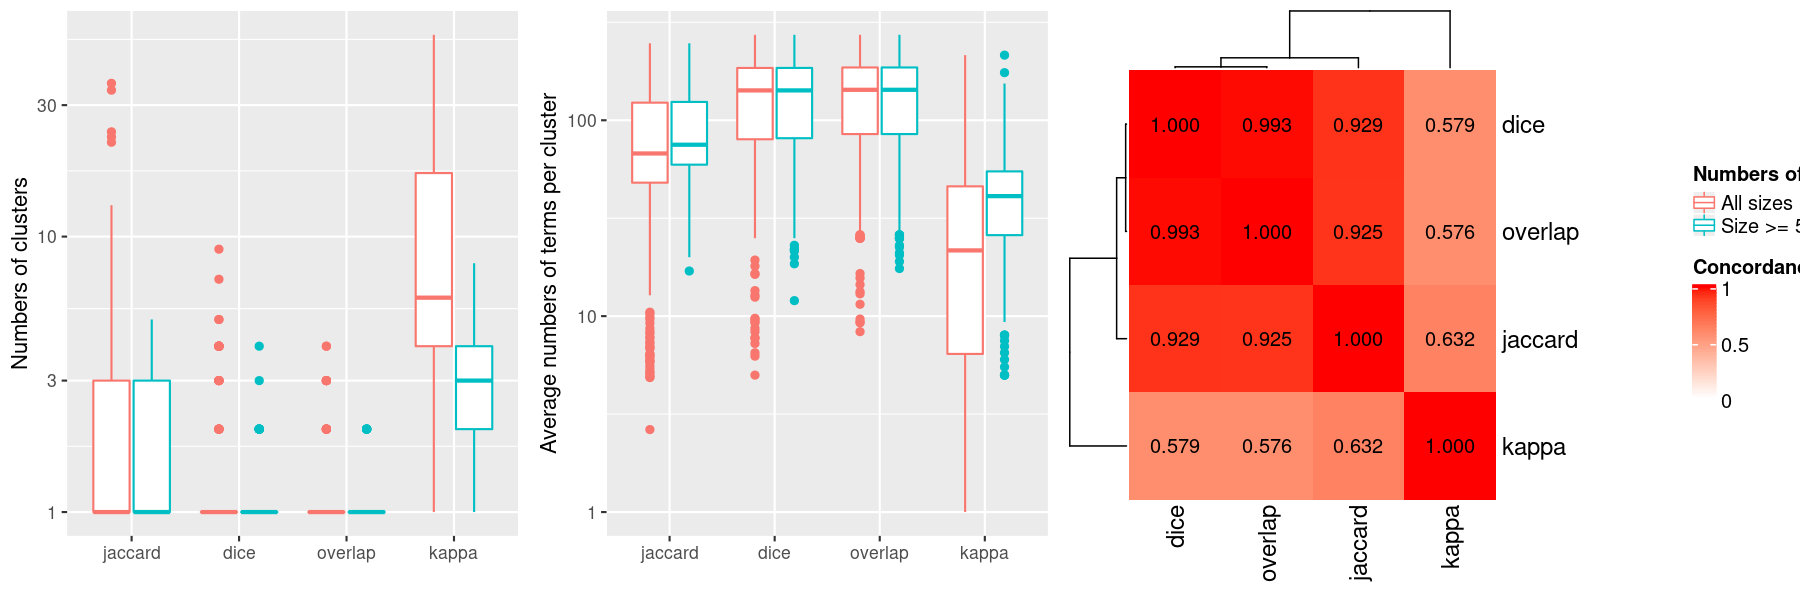 Numbers of clusters
30
10
3
1
jaccard dice overlap kappa
Average numbers of terms per cluster
100
10
1
jaccard dice overlap kappa
1.000 0.993 0.929 0.579 dice
0.993 1.000 0.925 0.576 overlap
0.929 0.925 1.000 0.632 jaccard
0.579 0.576 0.632 1.000 kappa
dice overlap jaccard kappa
Numbers of
All sizes
Size >= 5
Concordanc
1
0.5
0